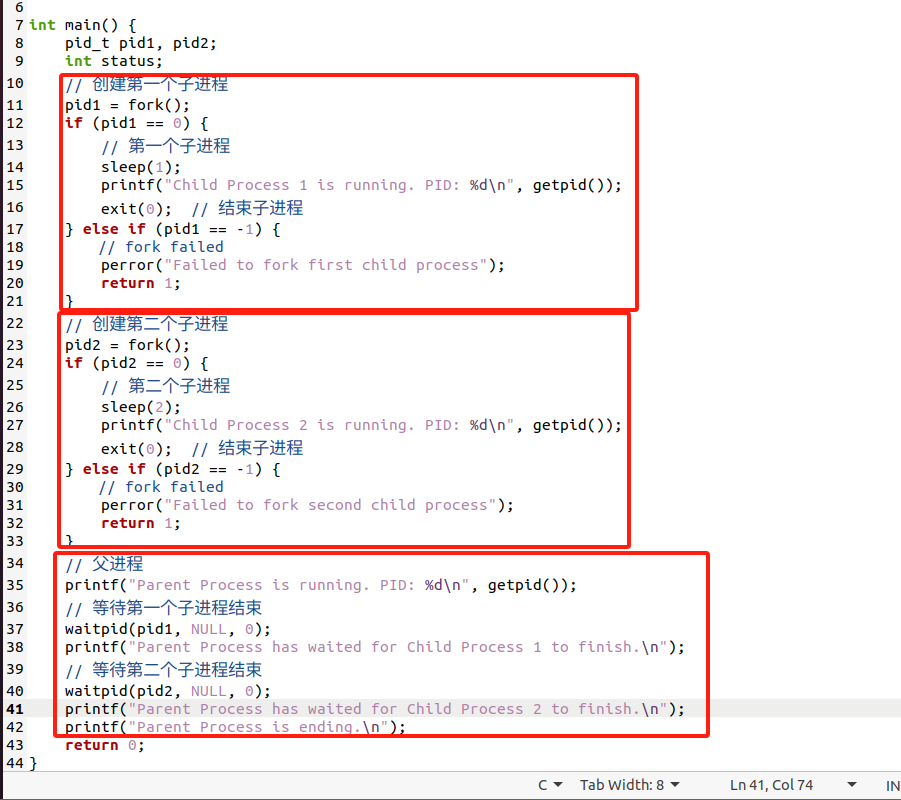 6
7 int main() {
8     pid_t pid1, pid2;
9     int status;
10     // 创建第一个子进程
11     pid1 = fork();
12     if (pid1 == 0) {
13         // 第一个子进程
14         sleep(1);
15         printf("Child Process 1 is running. PID: %d\n", getpid());
16         exit(0);  // 结束子进程
17     } else if (pid1 == -1) {
18         // fork failed
19         perror("Failed to fork first child process");
20         return 1;
21     }
22     // 创建第二个子进程
23     pid2 = fork();
24     if (pid2 == 0) {
25         // 第二个子进程
26         sleep(2);
27         printf("Child Process 2 is running. PID: %d\n", getpid());
28         exit(0);  // 结束子进程
29     } else if (pid2 == -1) {
30         // fork failed
31         perror("Failed to fork second child process");
32         return 1;
33     }
34     // 父进程
35     printf("Parent Process is running. PID: %d\n", getpid());
36     // 等待第一个子进程结束
37     waitpid(pid1, NULL, 0);
38     printf("Parent Process has waited for Child Process 1 to finish.\n");
39     // 等待第二个子进程结束
40     waitpid(pid2, NULL, 0);
41     printf("Parent Process has waited for Child Process 2 to finish.\n");
42     printf("Parent Process is ending.\n");
43     return 0;
44 }
C Tab Width: 8 Ln 41, Col 74 IN